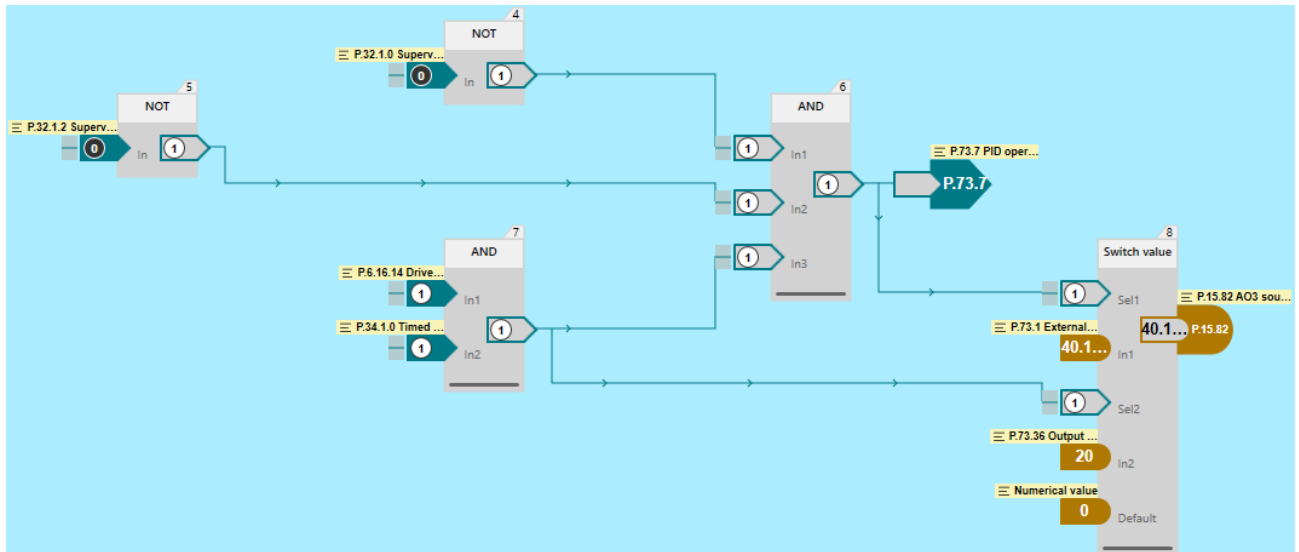 4
NOT
P.32.1.0 Superv...
0
In
1
5
NOT
P.32.1.2 Superv...
0
In
1
6
AND
1
In1
1
In2
1
In3
1
P.73.7 PID oper...
P.73.7
7
AND
P.6.16.14 Drive...
1
In1
P.34.1.0 Timed ...
1
In2
1
8
Switch value
1
Sel1
P.73.1 External...
40.1...
In1
1
Sel2
P.73.36 Output ...
20
In2
Numerical value
0
Default
P.15.82 AO3 sou...
40.1...
P.15.82